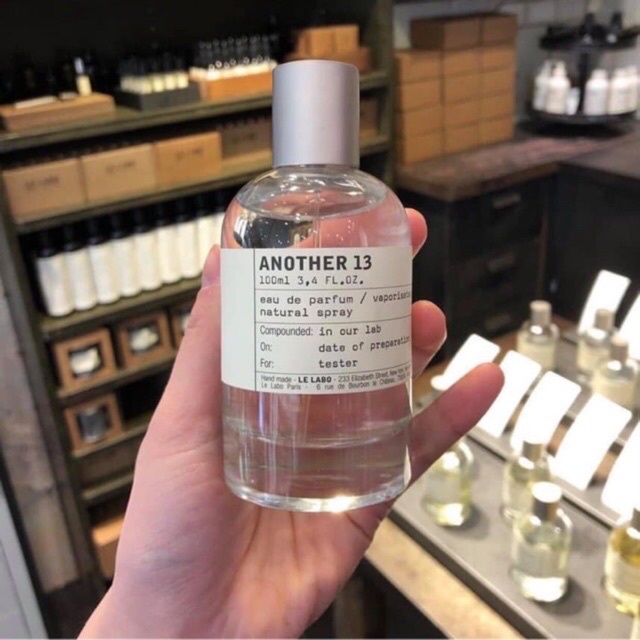 ANOTHER 13
100ml 3,4 FL.OZ.
eau de parfum /
natural spray
Compounded: in our lab
On: date of preparation
For: tester
Hand made - LE LABO - 233 Elizabeth Street, New
Le Labo Paris - 6 rue de Bourbon le Château,